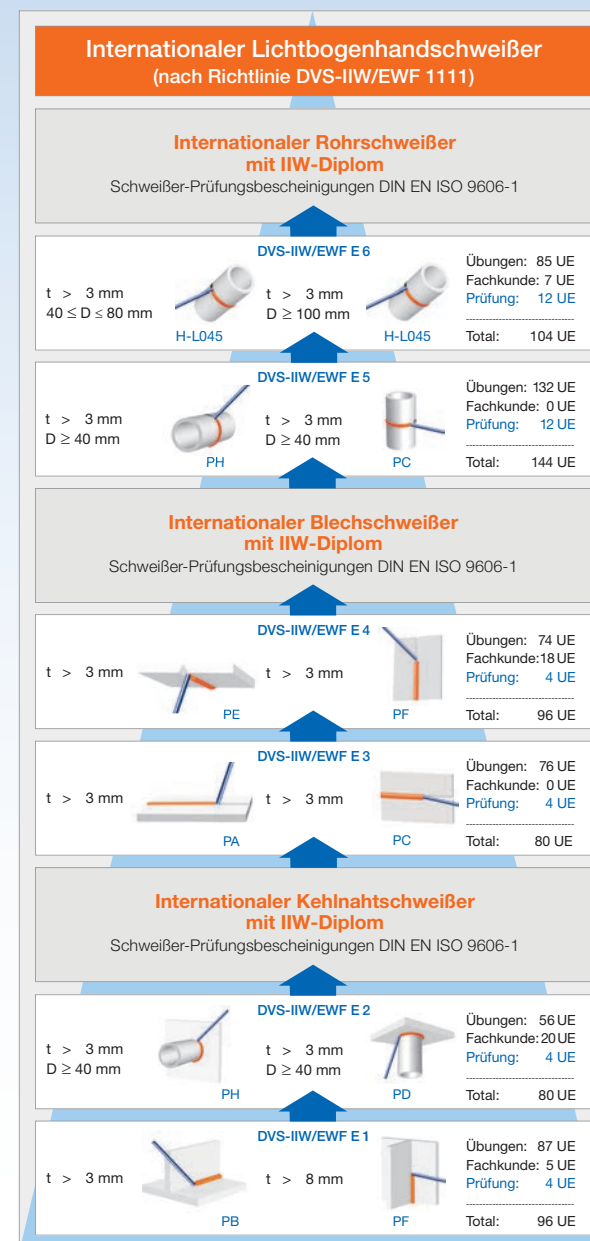 Internationaler Lichtbogenhandschweißer
(nach Richtlinie DVS-IIW/EWF 1111)
Internationaler Rohrschweißer
mit IIW-Diplom
Schweißer-Prüfungsbescheinigungen DIN EN ISO 9606-1
DVS-IIW/EWF E 6
t > 3 mm
40 ≤ D ≤ 80 mm
H-L045
t > 3 mm
D ≥ 100 mm
H-L045
Übungen: 85 UE
Fachkunde: 7 UE
Prüfung: 12 UE
Total: 104 UE
DVS-IIW/EWF E 5
t > 3 mm
D ≥ 40 mm
PH
t > 3 mm
D ≥ 40 mm
PC
Übungen: 132 UE
Fachkunde: 0 UE
Prüfung: 12 UE
Total: 144 UE
Internationaler Blechschweißer
mit IIW-Diplom
Schweißer-Prüfungsbescheinigungen DIN EN ISO 9606-1
DVS-IIW/EWF E 4
t > 3 mm
PE
t > 3 mm
PF
Übungen: 74 UE
Fachkunde: 18 UE
Prüfung: 4 UE
Total: 96 UE
DVS-IIW/EWF E 3
t > 3 mm
PA
t > 3 mm
PC
Übungen: 76 UE
Fachkunde: 0 UE
Prüfung: 4 UE
Total: 80 UE
Internationaler Kehlnahtschweißer
mit IIW-Diplom
Schweißer-Prüfungsbescheinigungen DIN EN ISO 9606-1
DVS-IIW/EWF E 2
t > 3 mm
D ≥ 40 mm
PH
t > 3 mm
D ≥ 40 mm
PD
Übungen: 56 UE
Fachkunde: 20 UE
Prüfung: 4 UE
Total: 80 UE
DVS-IIW/EWF E 1
t > 3 mm
PB
t > 8 mm
PF
Übungen: 87 UE
Fachkunde: 5 UE
Prüfung: 4 UE
Total: 96 UE